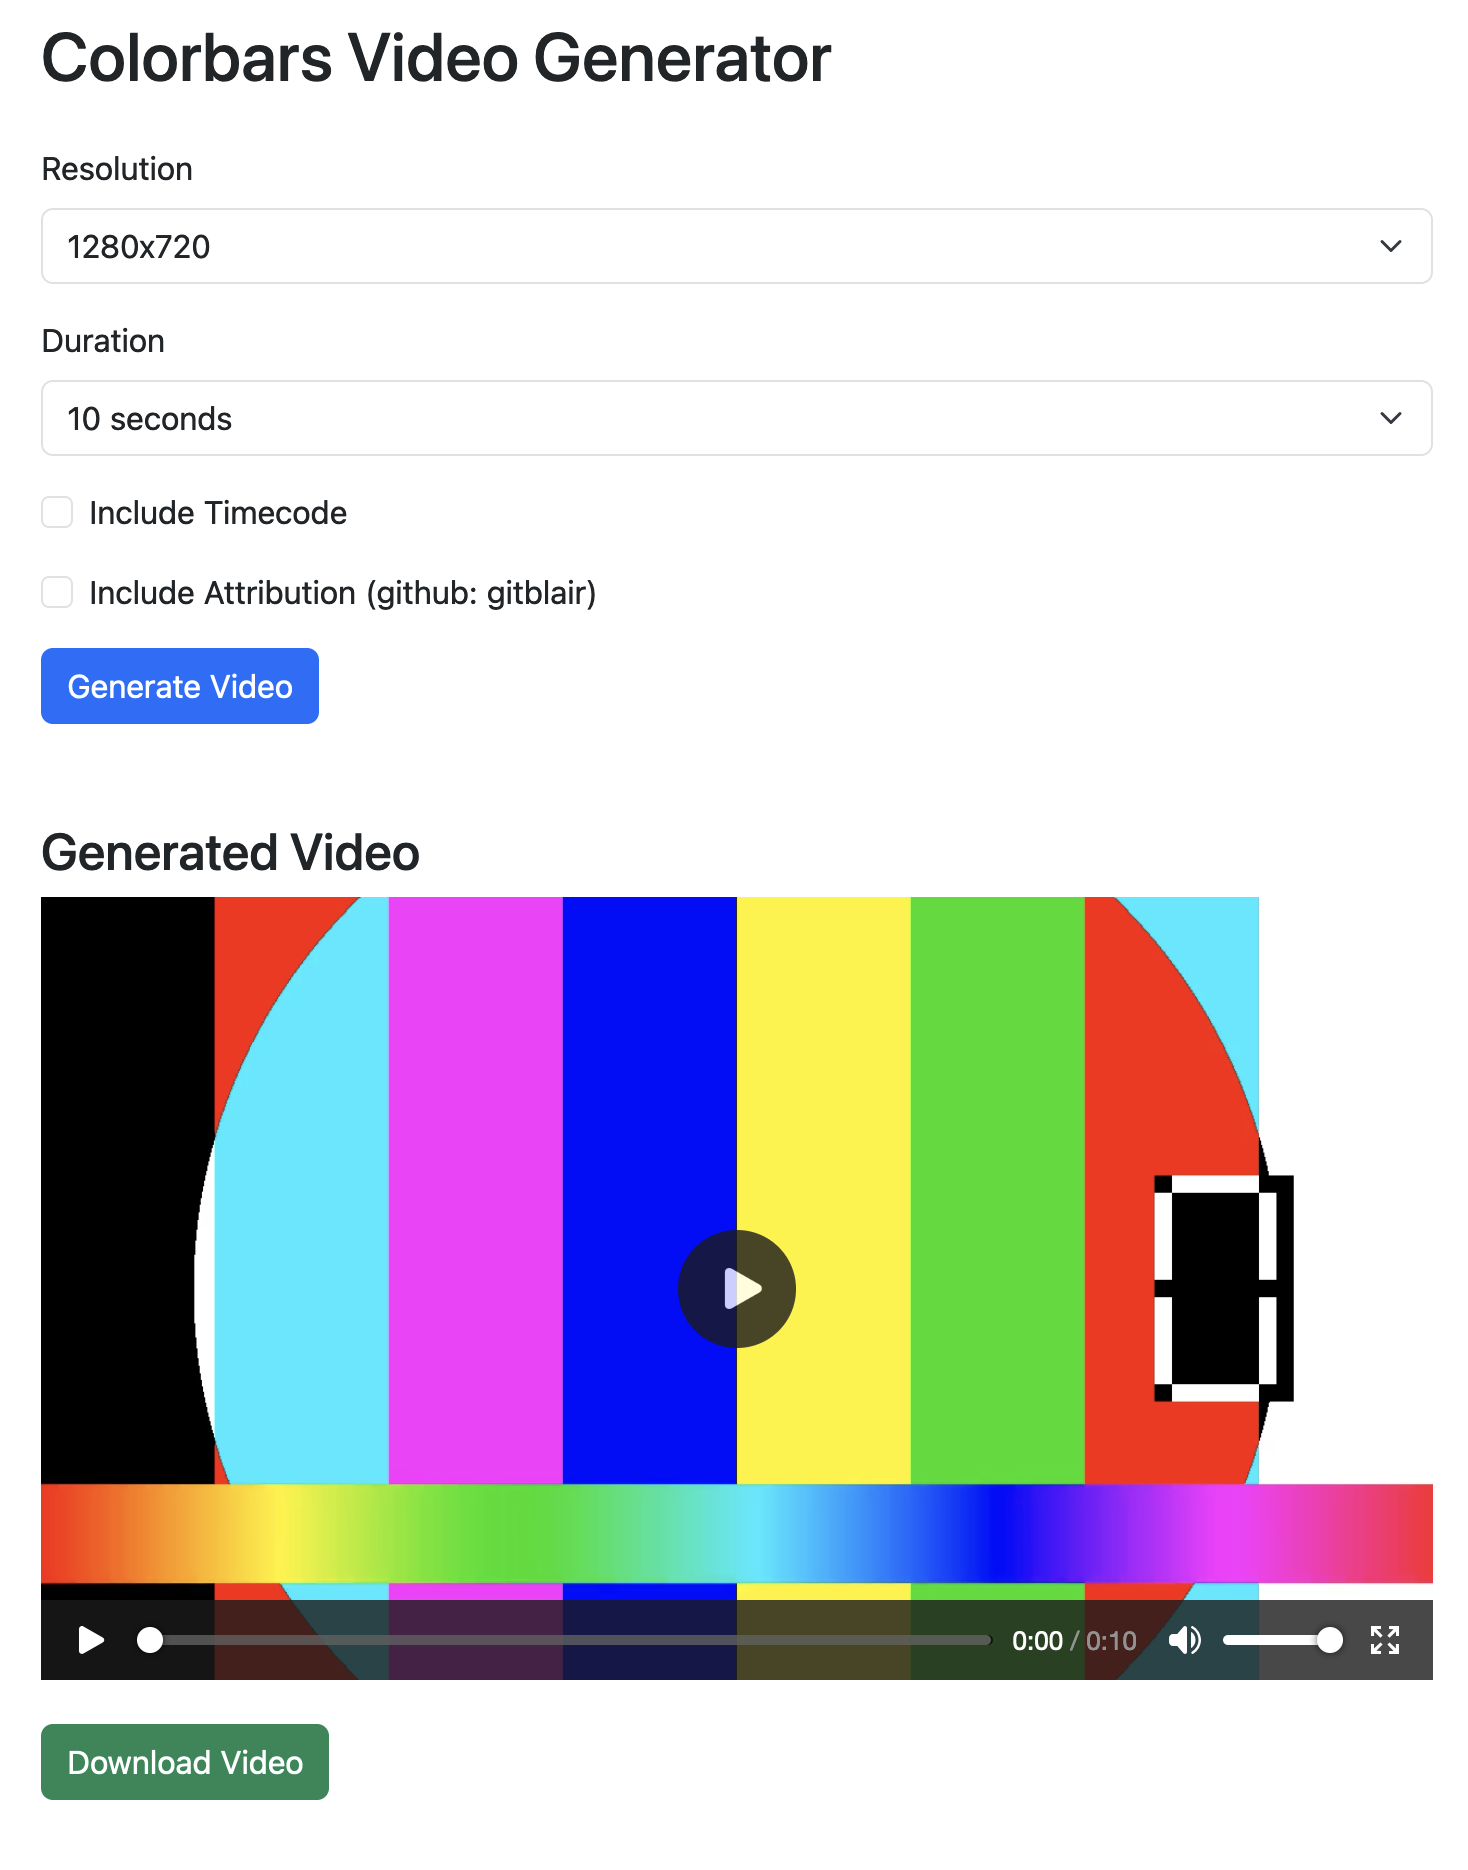 Colorbars Video Generator
Resolution
1280x720
Duration
10 seconds
Include Timecode
Include Attribution (github: gitblair)
Generate Video
Generated Video
0
0:00 / 0:10
Download Video